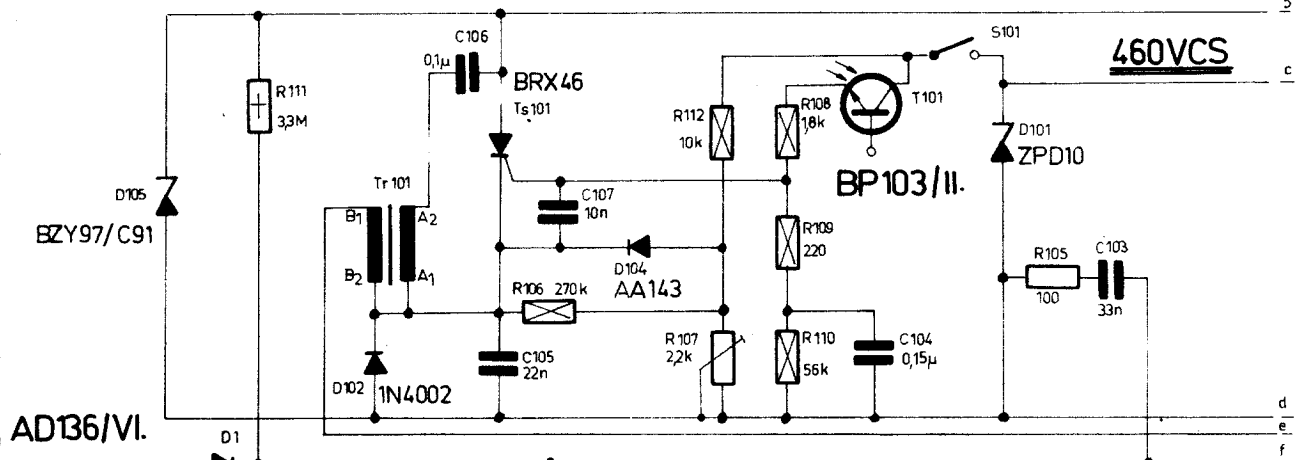 b
S101
460VCS
c
C106
0,1µ
BRX46
Ts101
R111
3,3M
R112
10k
R108
1,8k
T101
D101
ZPD10
BP103/II.
D105
BZY97/C91
Tr101
B1
A2
B2
A1
C107
10n
R109
220
D104
AA143
R105
100
C103
33n
R106 270k
R107
2,2k
R110
56k
C104
0,15µ
C105
22n
D102
1N4002
AD136/VI.
D1
d
e
f